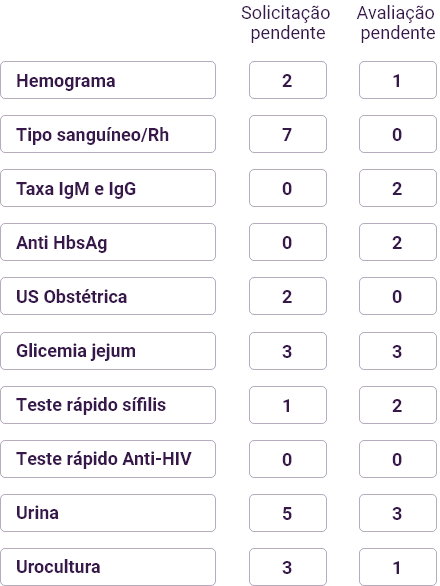 Solicitação Avaliação
pendente pendente
Hemograma 2 1
Tipo sanguíneo/Rh 7 0
Taxa IgM e IgG 0 2
Anti HbsAg 0 2
US Obstétrica 2 0
Glicemia jejum 3 3
Teste rápido sífilis 1 2
Teste rápido Anti-HIV 0 0
Urina 5 3
Urocultura 3 1